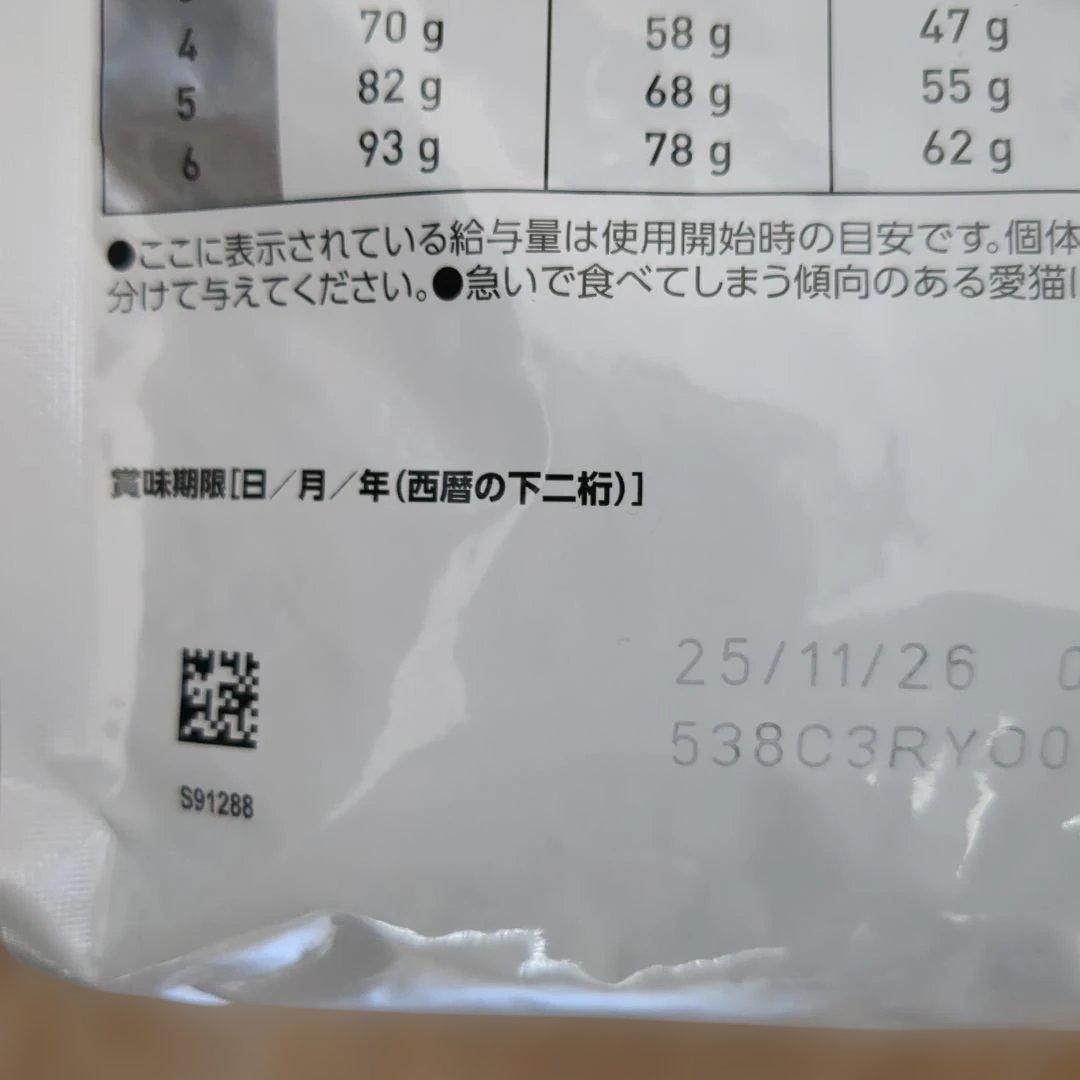 4 70 g 58 g 47 g
5 82 g 68 g 55 g
6 93 g 78 g 62 g
●ここに表示されている給与量は使用開始時の目安です。個体
分けて与えてください。●急いで食べてしまう傾向のある愛猫に
賞味期限[日/月/年(西暦の下二桁)]
25/11/26
538C3RY00
S91288